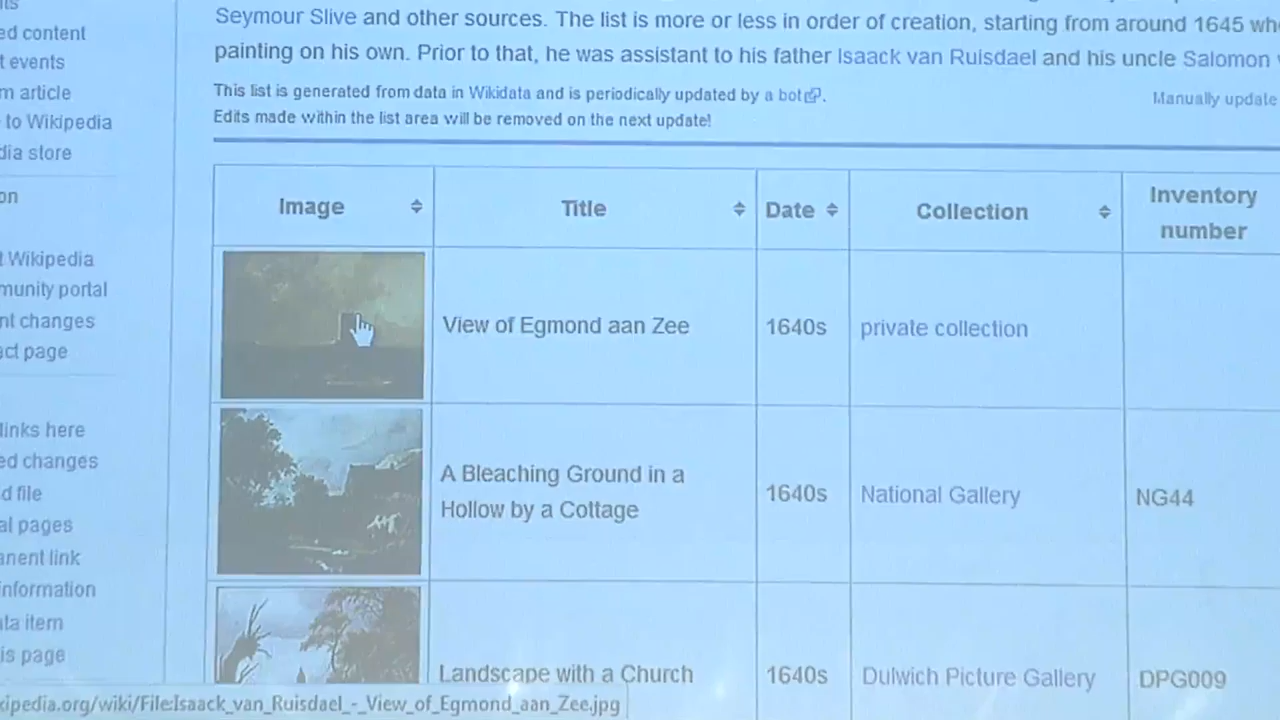 Seymour Slive and other sources. The list is more or less in order of creation, starting from around 1645
painting on his own. Prior to that, he was assistant to his father Isaack van Ruisdael and his uncle Salomon
This list is generated from data in Wikidata and is periodically updated by a bot.
Manually update
Edits made within the list area will be removed on the next update!
ed content
t events
m article
to Wikipedia
dia store
on
t Wikipedia
munity portal
nt changes
act page
links here
ed changes
d file
al pages
anent link
information
ata item
is page
Image Title Date Collection Inventory
number
View of Egmond aan Zee 1640s private collection
A Bleaching Ground in a
Hollow by a Cottage 1640s National Gallery NG44
Landscape with a Church 1640s Dulwich Picture Gallery DPG009
kipedia.org/wiki/File:Isaack_van_Ruisdael_-_View_of_Egmond_aan_Zee.jpg